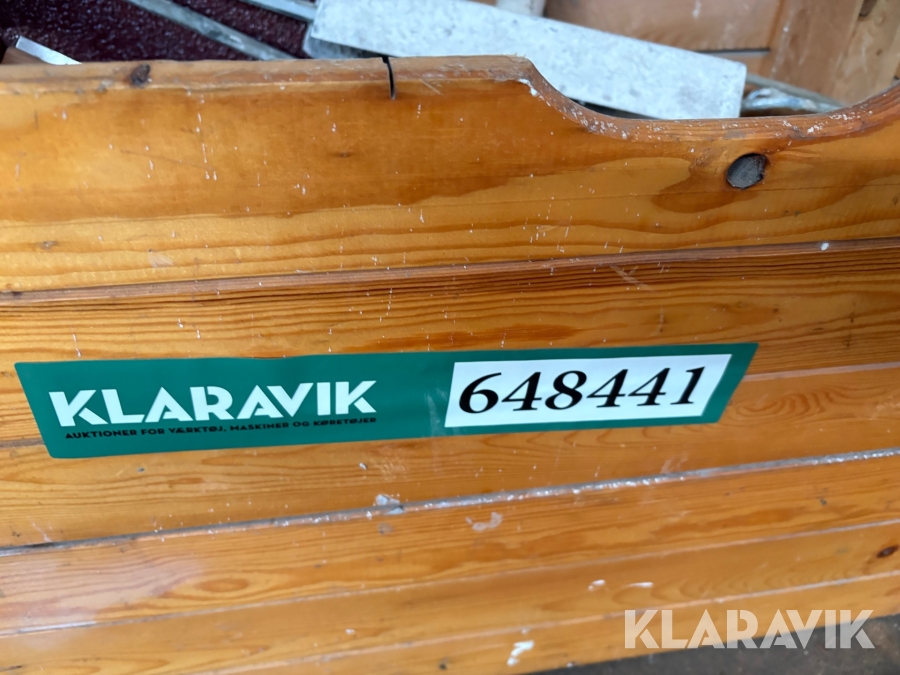 KLARAVIK
AUKTIONER FOR VÆRKTØJ, MASKINER OG KØRETØJER
648441
KLARAVIK